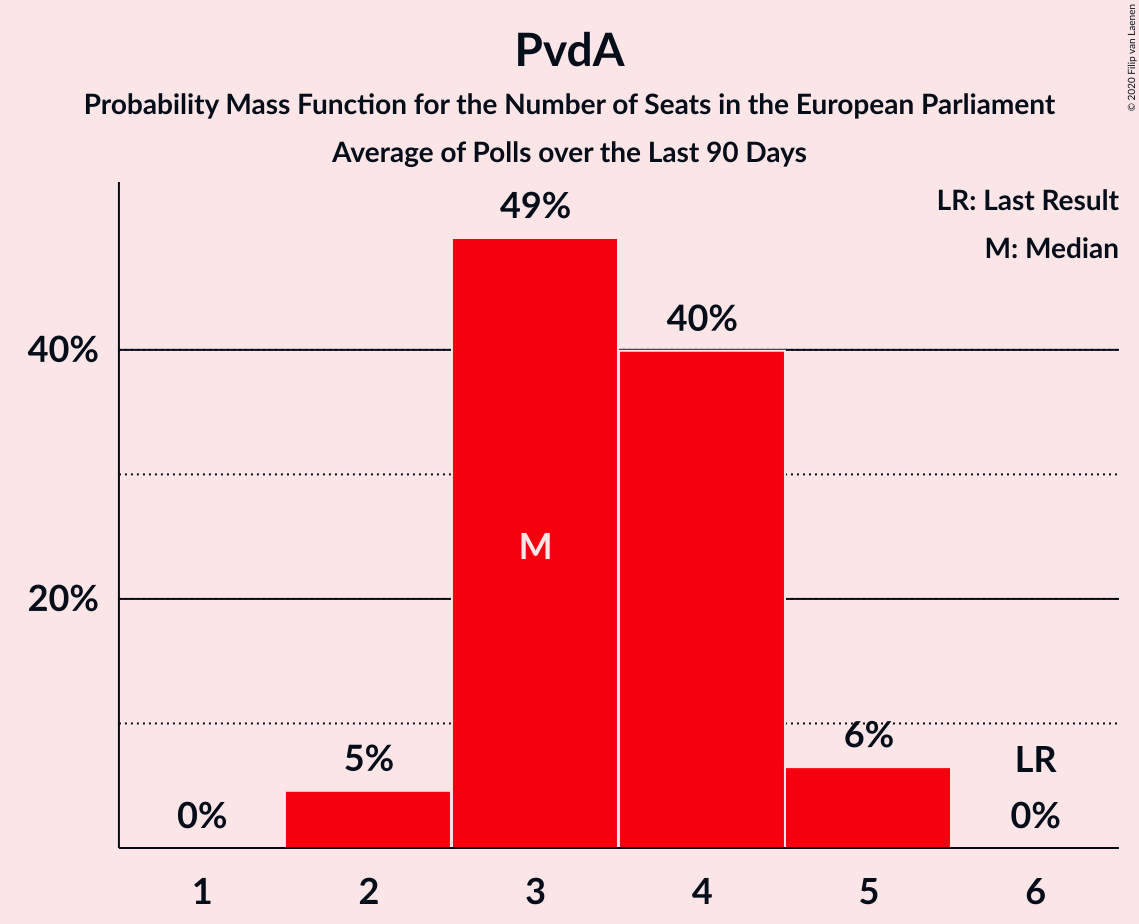 PvdA
Probability Mass Function for the Number of Seats in the European Parliament
Average of Polls over the Last 90 Days
© 2020 Filip van Laenen
LR: Last Result
M: Median
49%
40%
40%
M
20%
6%
5%
LR
0%
0%
1 2 3 4 5 6